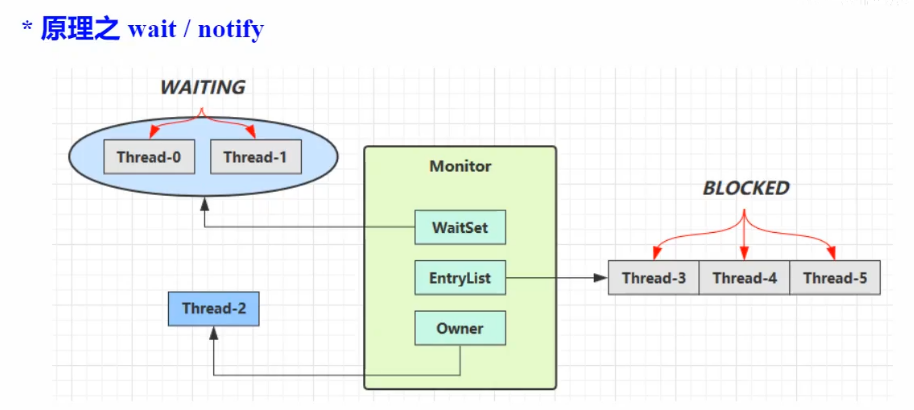 * 原理之 wait / notify
WAITING
Thread-0
Thread-1
Monitor
WaitSet
EntryList
Owner
Thread-2
BLOCKED
Thread-3
Thread-4
Thread-5